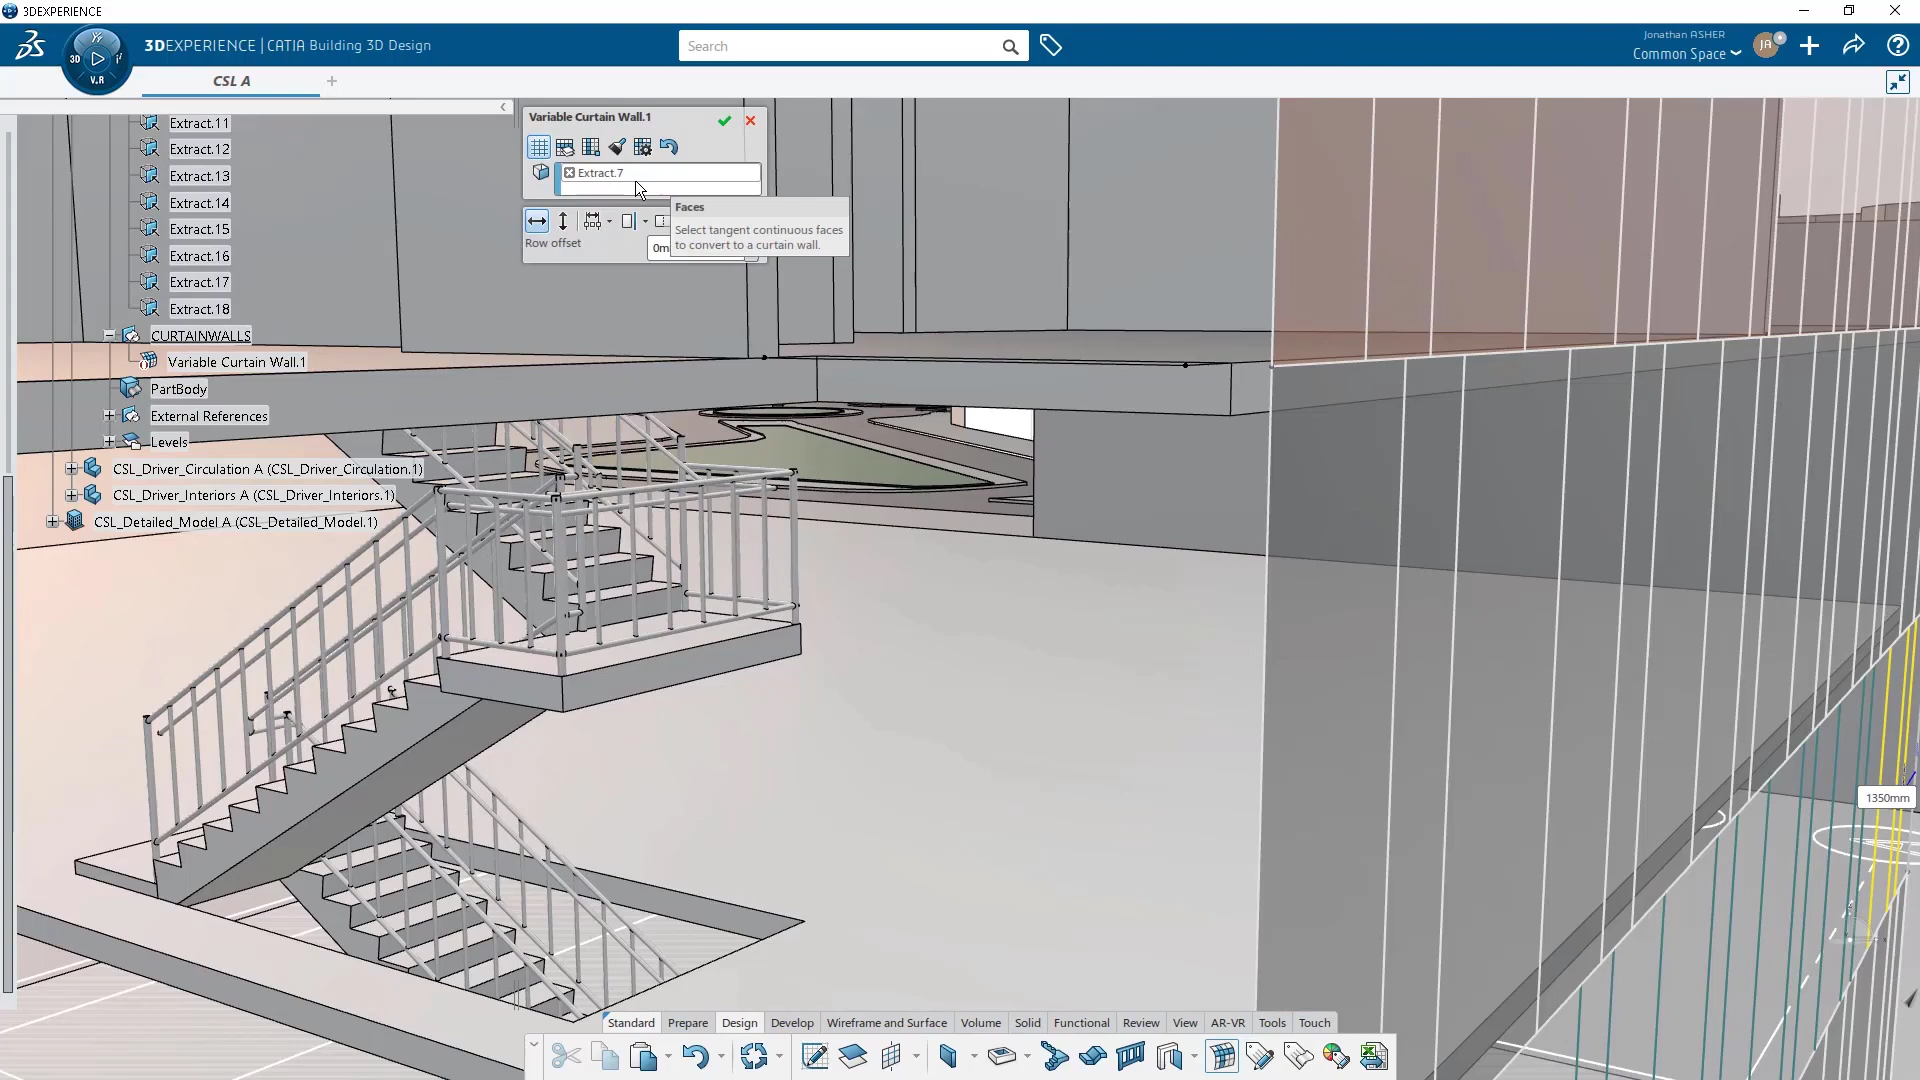 3DEXPERIENCE
3DEXPERIENCE | CATIA Building 3D Design
Search
Jonathan ASHER
Common Space
JA
3D
V.R
CSL A
Extract.11
Extract.12
Extract.13
Extract.14
Extract.15
Extract.16
Extract.17
Extract.18
CURTAINWALLS
Variable Curtain Wall.1
PartBody
External References
Levels
CSL_Driver_Circulation A (CSL_Driver_Circulation.1)
CSL_Driver_Interiors A (CSL_Driver_Interiors.1)
CSL_Detailed_Model A (CSL_Detailed_Model.1)
Variable Curtain Wall.1
Extract.7
Faces
Select tangent continuous faces
to convert to a curtain wall.
Row offset
0m
1350mm
Standard Prepare Design Develop Wireframe and Surface Volume Solid Functional Review View AR-VR Tools Touch